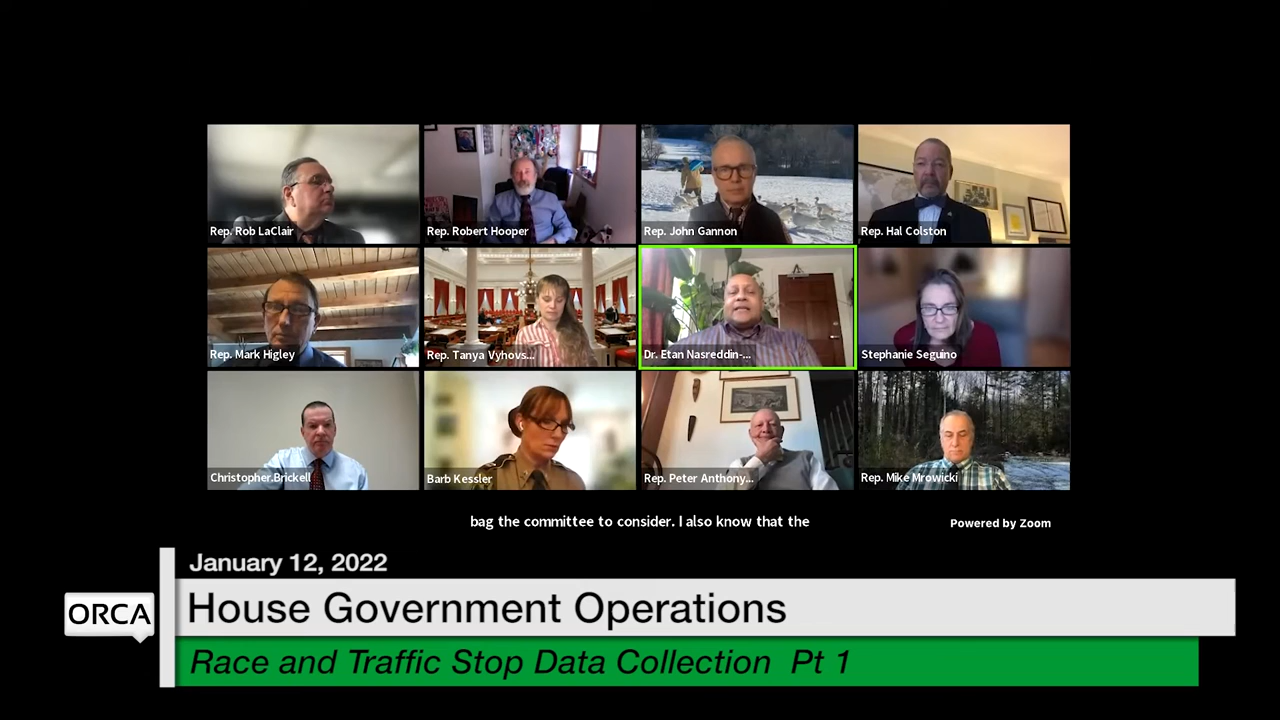 Rep. Rob LaClair
Rep. Robert Hooper
Rep. John Gannon
Rep. Hal Colston
Rep. Mark Higley
Rep. Tanya Vyhovs...
Dr. Etan Nasreddin-...
Stephanie Seguino
Christopher.Brickell
Barb Kessler
Rep. Peter Anthony...
Rep. Mike Mrowicki
bag the committee to consider. I also know that the
Powered by Zoom
January 12, 2022
ORCA
House Government Operations
Race and Traffic Stop Data Collection Pt 1